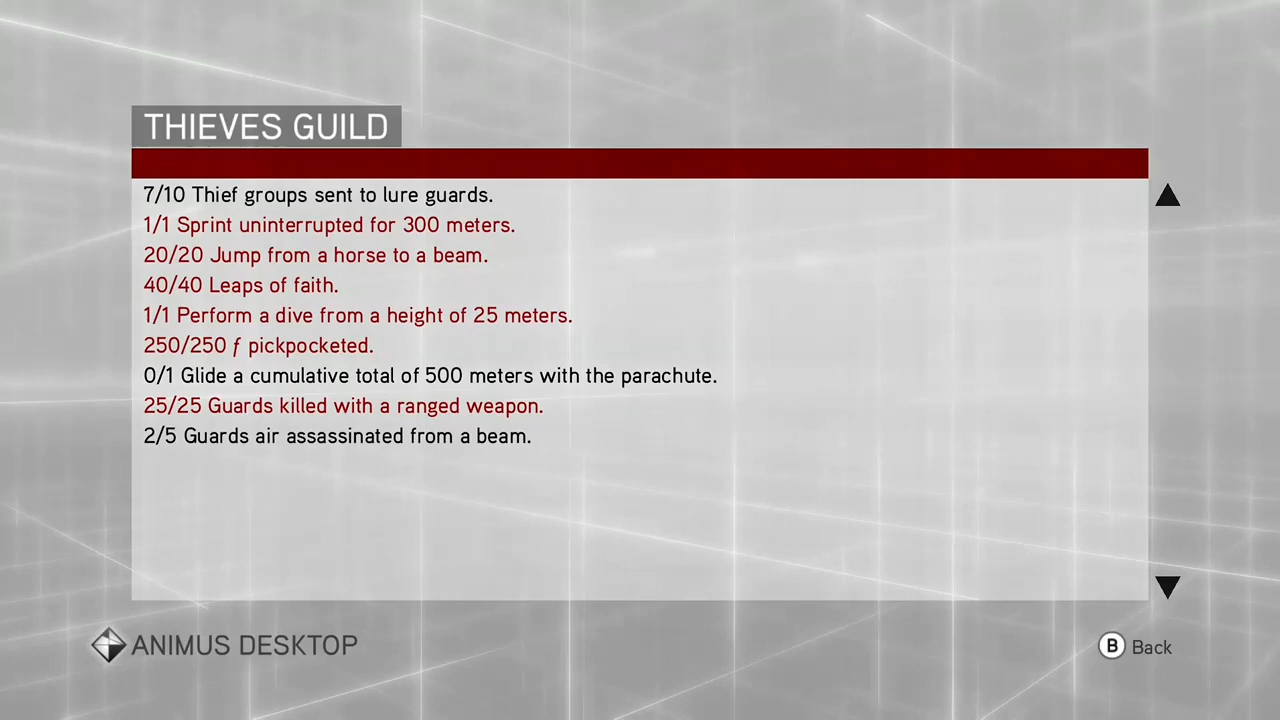 THIEVES GUILD
7/10 Thief groups sent to lure guards.
1/1 Sprint uninterrupted for 300 meters.
20/20 Jump from a horse to a beam.
40/40 Leaps of faith.
1/1 Perform a dive from a height of 25 meters.
250/250 ƒ pickpocketed.
0/1 Glide a cumulative total of 500 meters with the parachute.
25/25 Guards killed with a ranged weapon.
2/5 Guards air assassinated from a beam.
ANIMUS DESKTOP
B Back